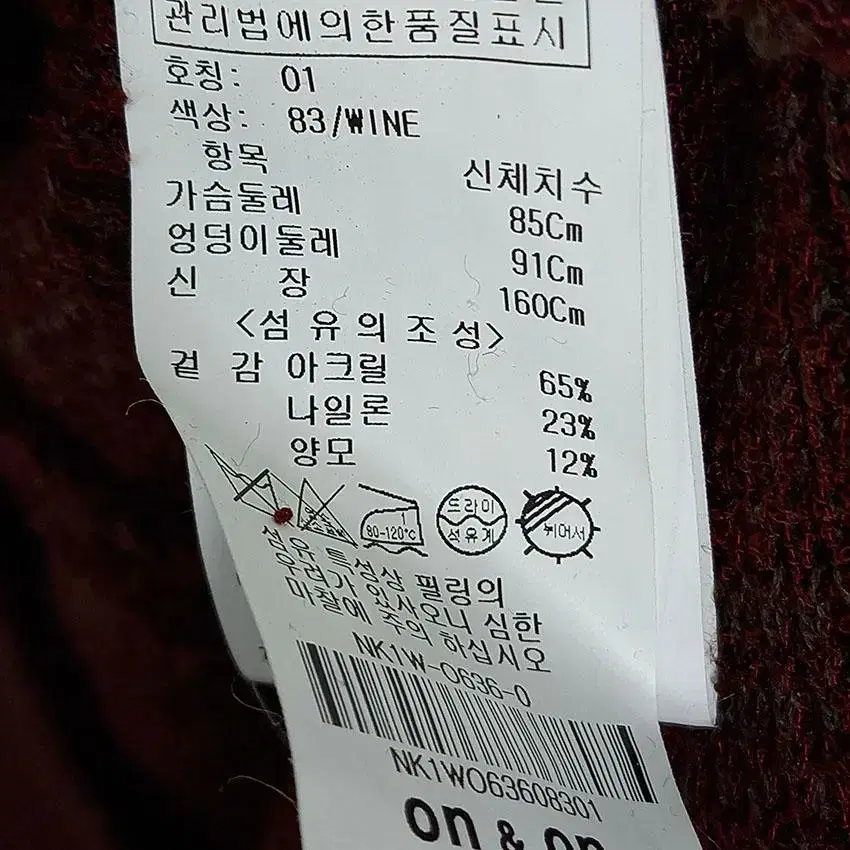 관리법에의한품질표시
호칭: 01
색상: 83/WINE
항목 신체치수
가슴둘레 85Cm
엉덩이둘레 91Cm
신 장 160Cm
<섬 유 의 조 성>
겉 감 아크릴 65%
나일론 23%
양모 12%
80-120°C 드라이 석유계 뉘어서
섬유 특성상 필링의
우려가 있사오니 심한
마찰에 주의 하십시오
NK1W-0636-0
NK1WO63608301
on & on